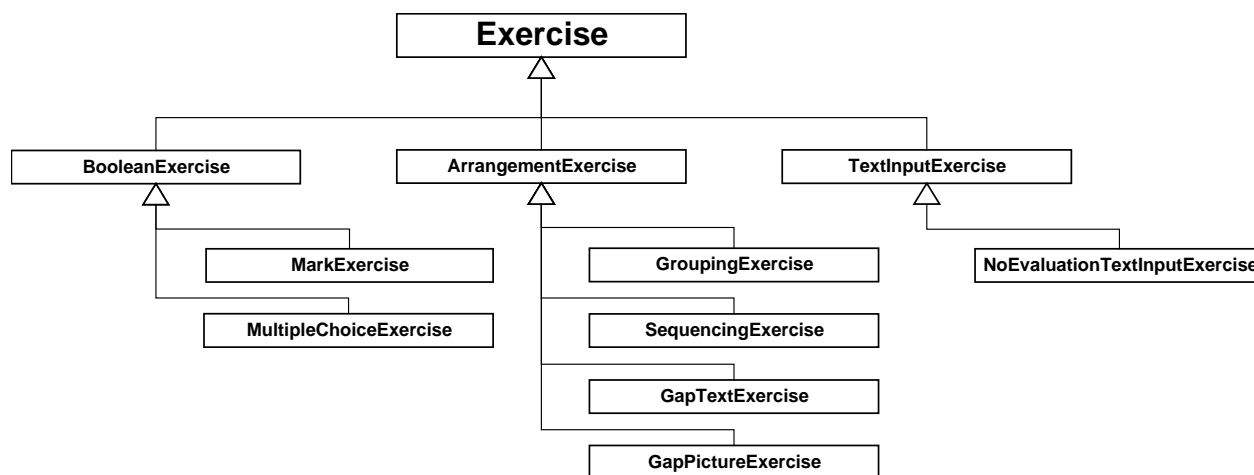 Exercise
BooleanExercise
ArrangementExercise
TextInputExercise
MarkExercise
GroupingExercise
NoEvaluationTextInputExercise
MultipleChoiceExercise
SequencingExercise
GapTextExercise
GapPictureExercise